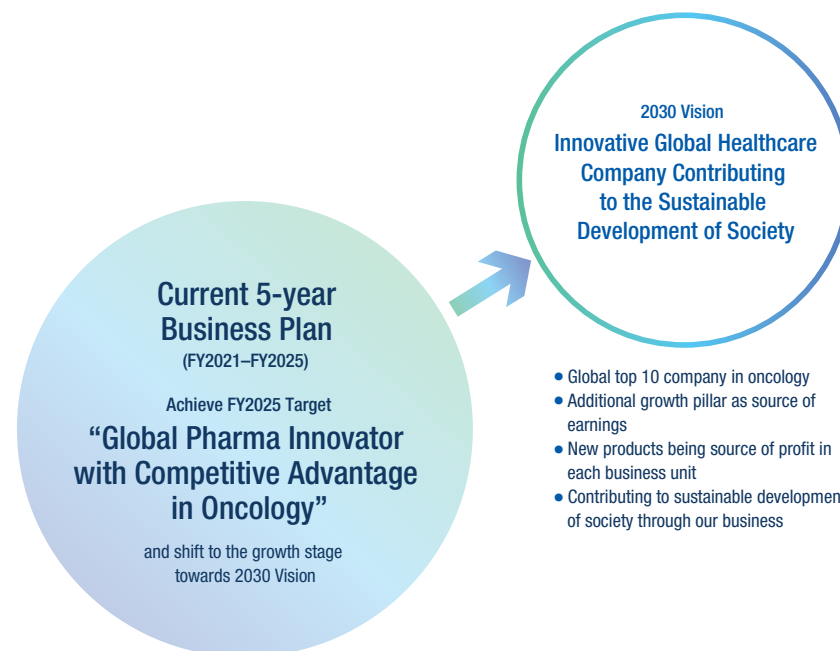 2030 Vision
Innovative Global Healthcare
Company Contributing
to the Sustainable
Development of Society
Current 5-year
Business Plan
(FY2021–FY2025)
Achieve FY2025 Target
“Global Pharma Innovator
with Competitive Advantage
in Oncology”
and shift to the growth stage
towards 2030 Vision
● Global top 10 company in oncology
● Additional growth pillar as source of
earnings
● New products being source of profit in
each business unit
● Contributing to sustainable developmen
of society through our business